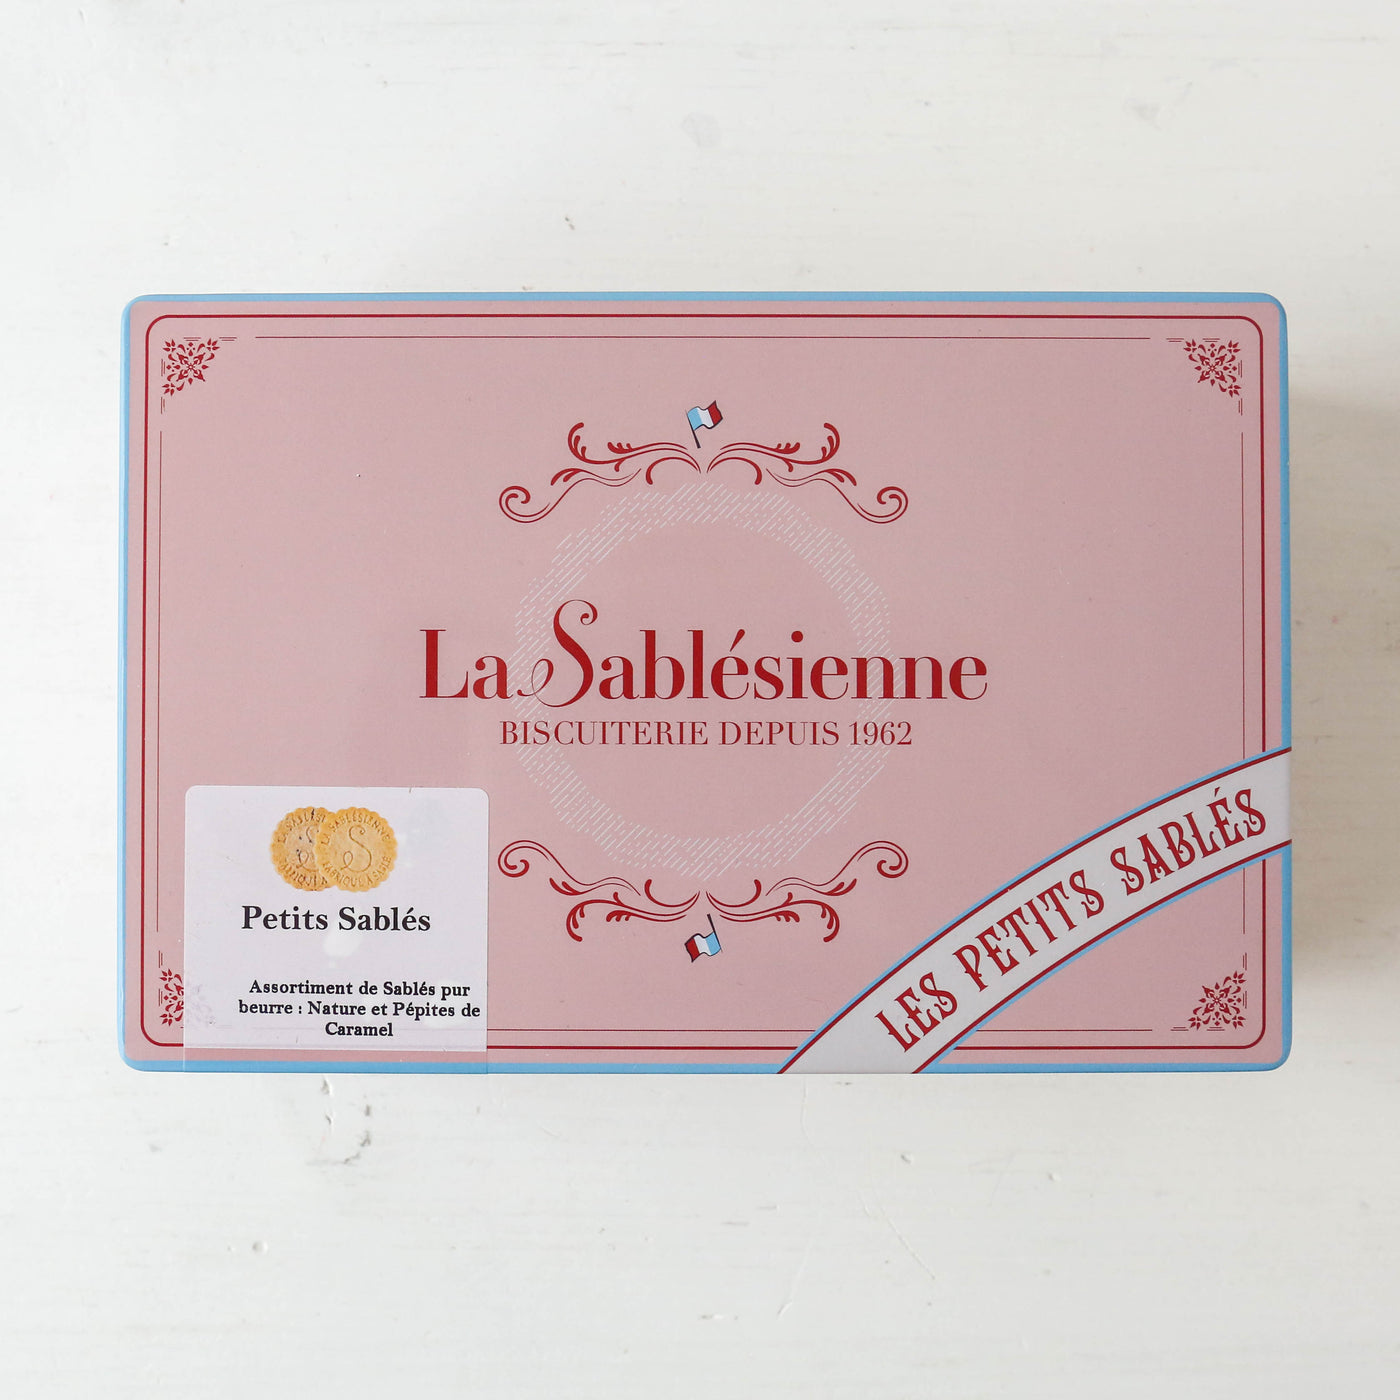 La Sablésienne
BISCUITERIE DEPUIS 1962
LES PETITS SABLÉS
Petits Sablés
Assortiment de Sablés pur
beurre : Nature et Pépites de
Caramel